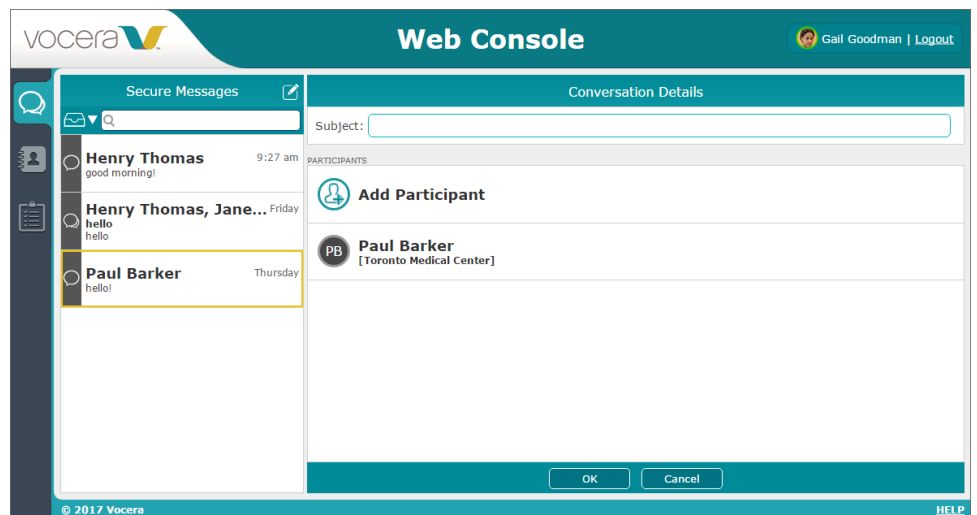 vocera
Web Console
Gail Goodman | Logout
Secure Messages
Henry Thomas 9:27 am
good morning!
Henry Thomas, Jane... Friday
hello
hello
Paul Barker Thursday
hello!
Conversation Details
Subject:
PARTICIPANTS
Add Participant
PB Paul Barker
[Toronto Medical Center]
OK Cancel
© 2017 Vocera HELP